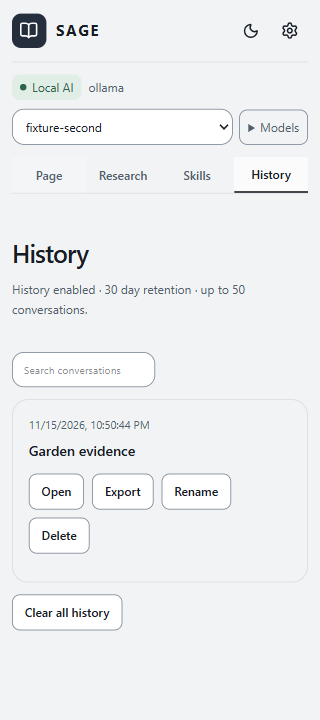 SAGE
Local AI ollama
fixture-second
Models
Page Research Skills History
History
History enabled · 30 day retention · up to 50
conversations.
Search conversations
11/15/2026, 10:50:44 PM
Garden evidence
Open Export Rename
Delete
Clear all history